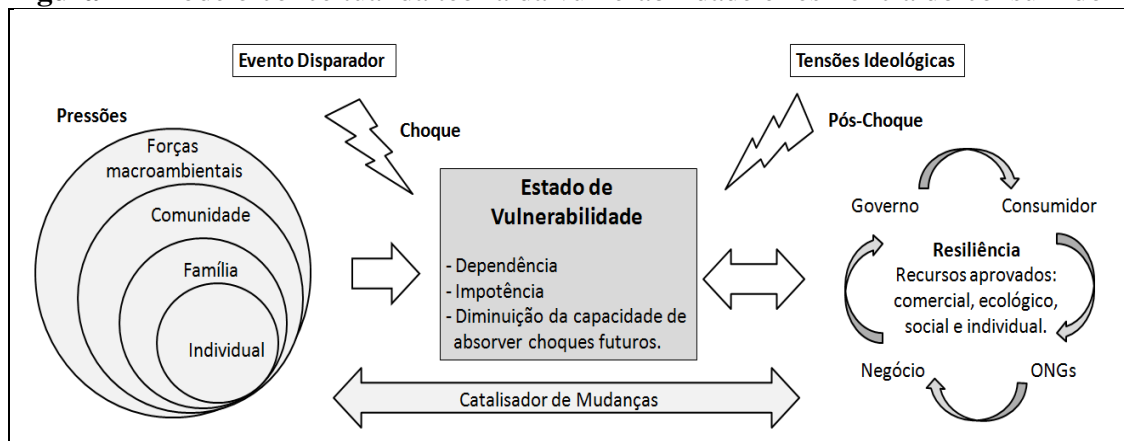 Evento Disparador
Tensões Ideológicas
Pressões
Choque
Pós-Choque
Forças
macroambientais
Comunidade
Família
Individual
Estado de
Vulnerabilidade
- Dependência
- Impotência
- Diminuição da capacidade de
absorver choques futuros.
Governo
Consumidor
Resiliência
Recursos aprovados:
comercial, ecológico,
social e individual.
Negócio
ONGs
Catalisador de Mudanças